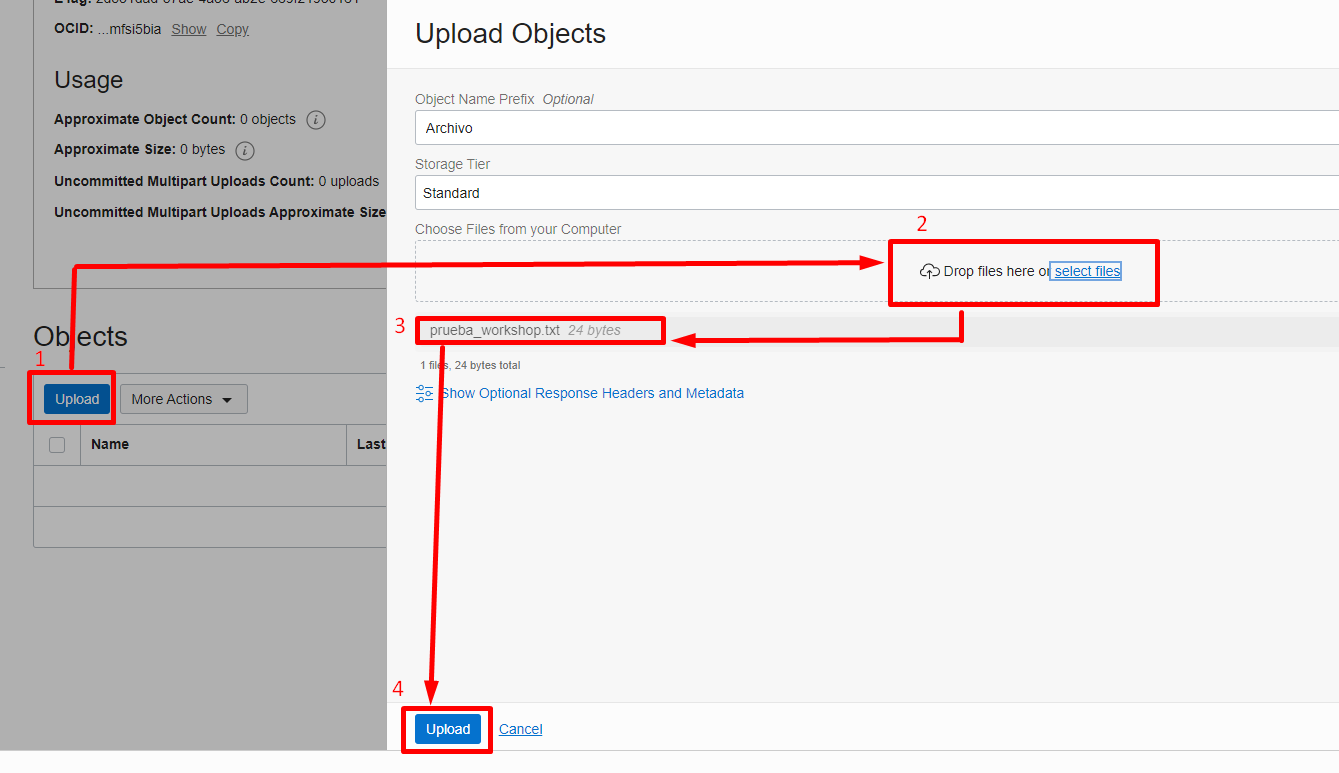 OCID: ...mfsi5bia Show Copy
Usage
Approximate Object Count: 0 objects i
Approximate Size: 0 bytes i
Uncommitted Multipart Uploads Count: 0 uploads
Uncommitted Multipart Uploads Approximate Size
Objects
1
Upload More Actions
Name Last
Upload Objects
Object Name Prefix Optional
Archivo
Storage Tier
Standard
Choose Files from your Computer
2
Drop files here or select files
3
prueba_workshop.txt 24 bytes
1 files, 24 bytes total
Show Optional Response Headers and Metadata
4
Upload Cancel